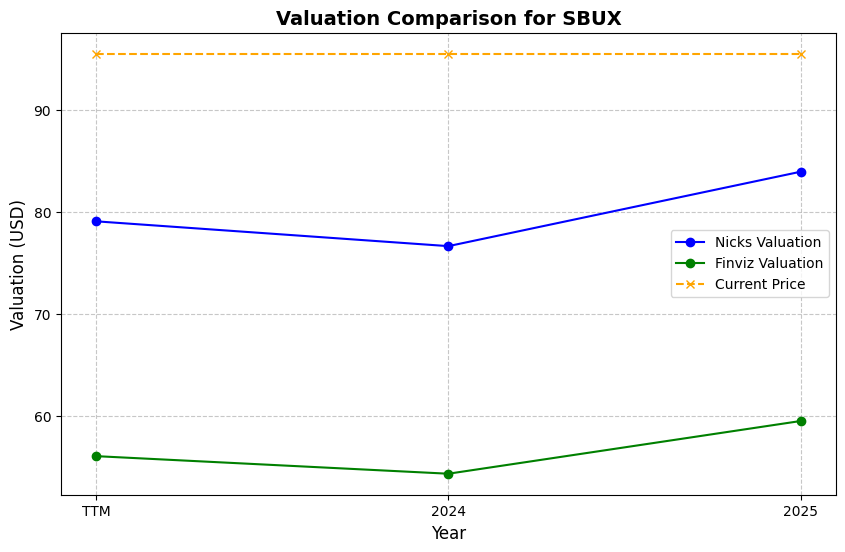 Valuation Comparison for SBUX
Valuation (USD)
90
80
70
60
Nicks Valuation
Finviz Valuation
Current Price
TTM 2024 2025
Year